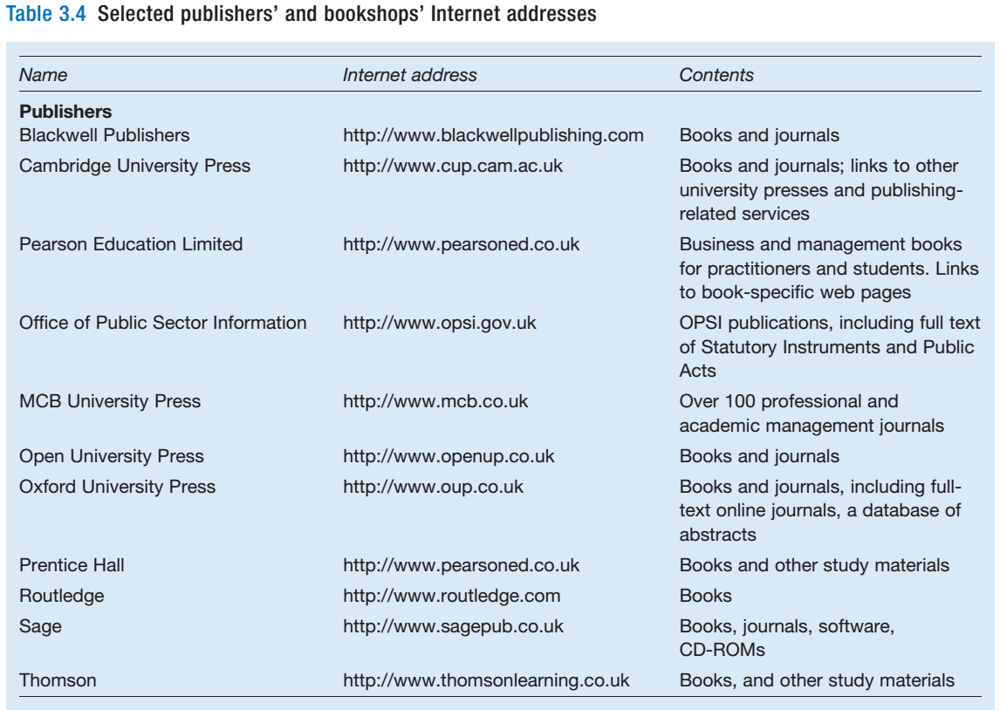 Table 3.4 Selected publishers’ and bookshops’ Internet addresses
Name Internet address Contents
Publishers
Blackwell Publishers http://www.blackwellpublishing.com Books and journals
Cambridge University Press http://www.cup.cam.ac.uk Books and journals; links to other
university presses and publishing-
related services
Pearson Education Limited http://www.pearsoned.co.uk Business and management books
for practitioners and students. Links
to book-specific web pages
Office of Public Sector Information http://www.opsi.gov.uk OPSI publications, including full text
of Statutory Instruments and Public
Acts
MCB University Press http://www.mcb.co.uk Over 100 professional and
academic management journals
Open University Press http://www.openup.co.uk Books and journals
Oxford University Press http://www.oup.co.uk Books and journals, including full-
text online journals, a database of
abstracts
Prentice Hall http://www.pearsoned.co.uk Books and other study materials
Routledge http://www.routledge.com Books
Sage http://www.sagepub.co.uk Books, journals, software,
CD-ROMs
Thomson http://www.thomsonlearning.co.uk Books, and other study materials